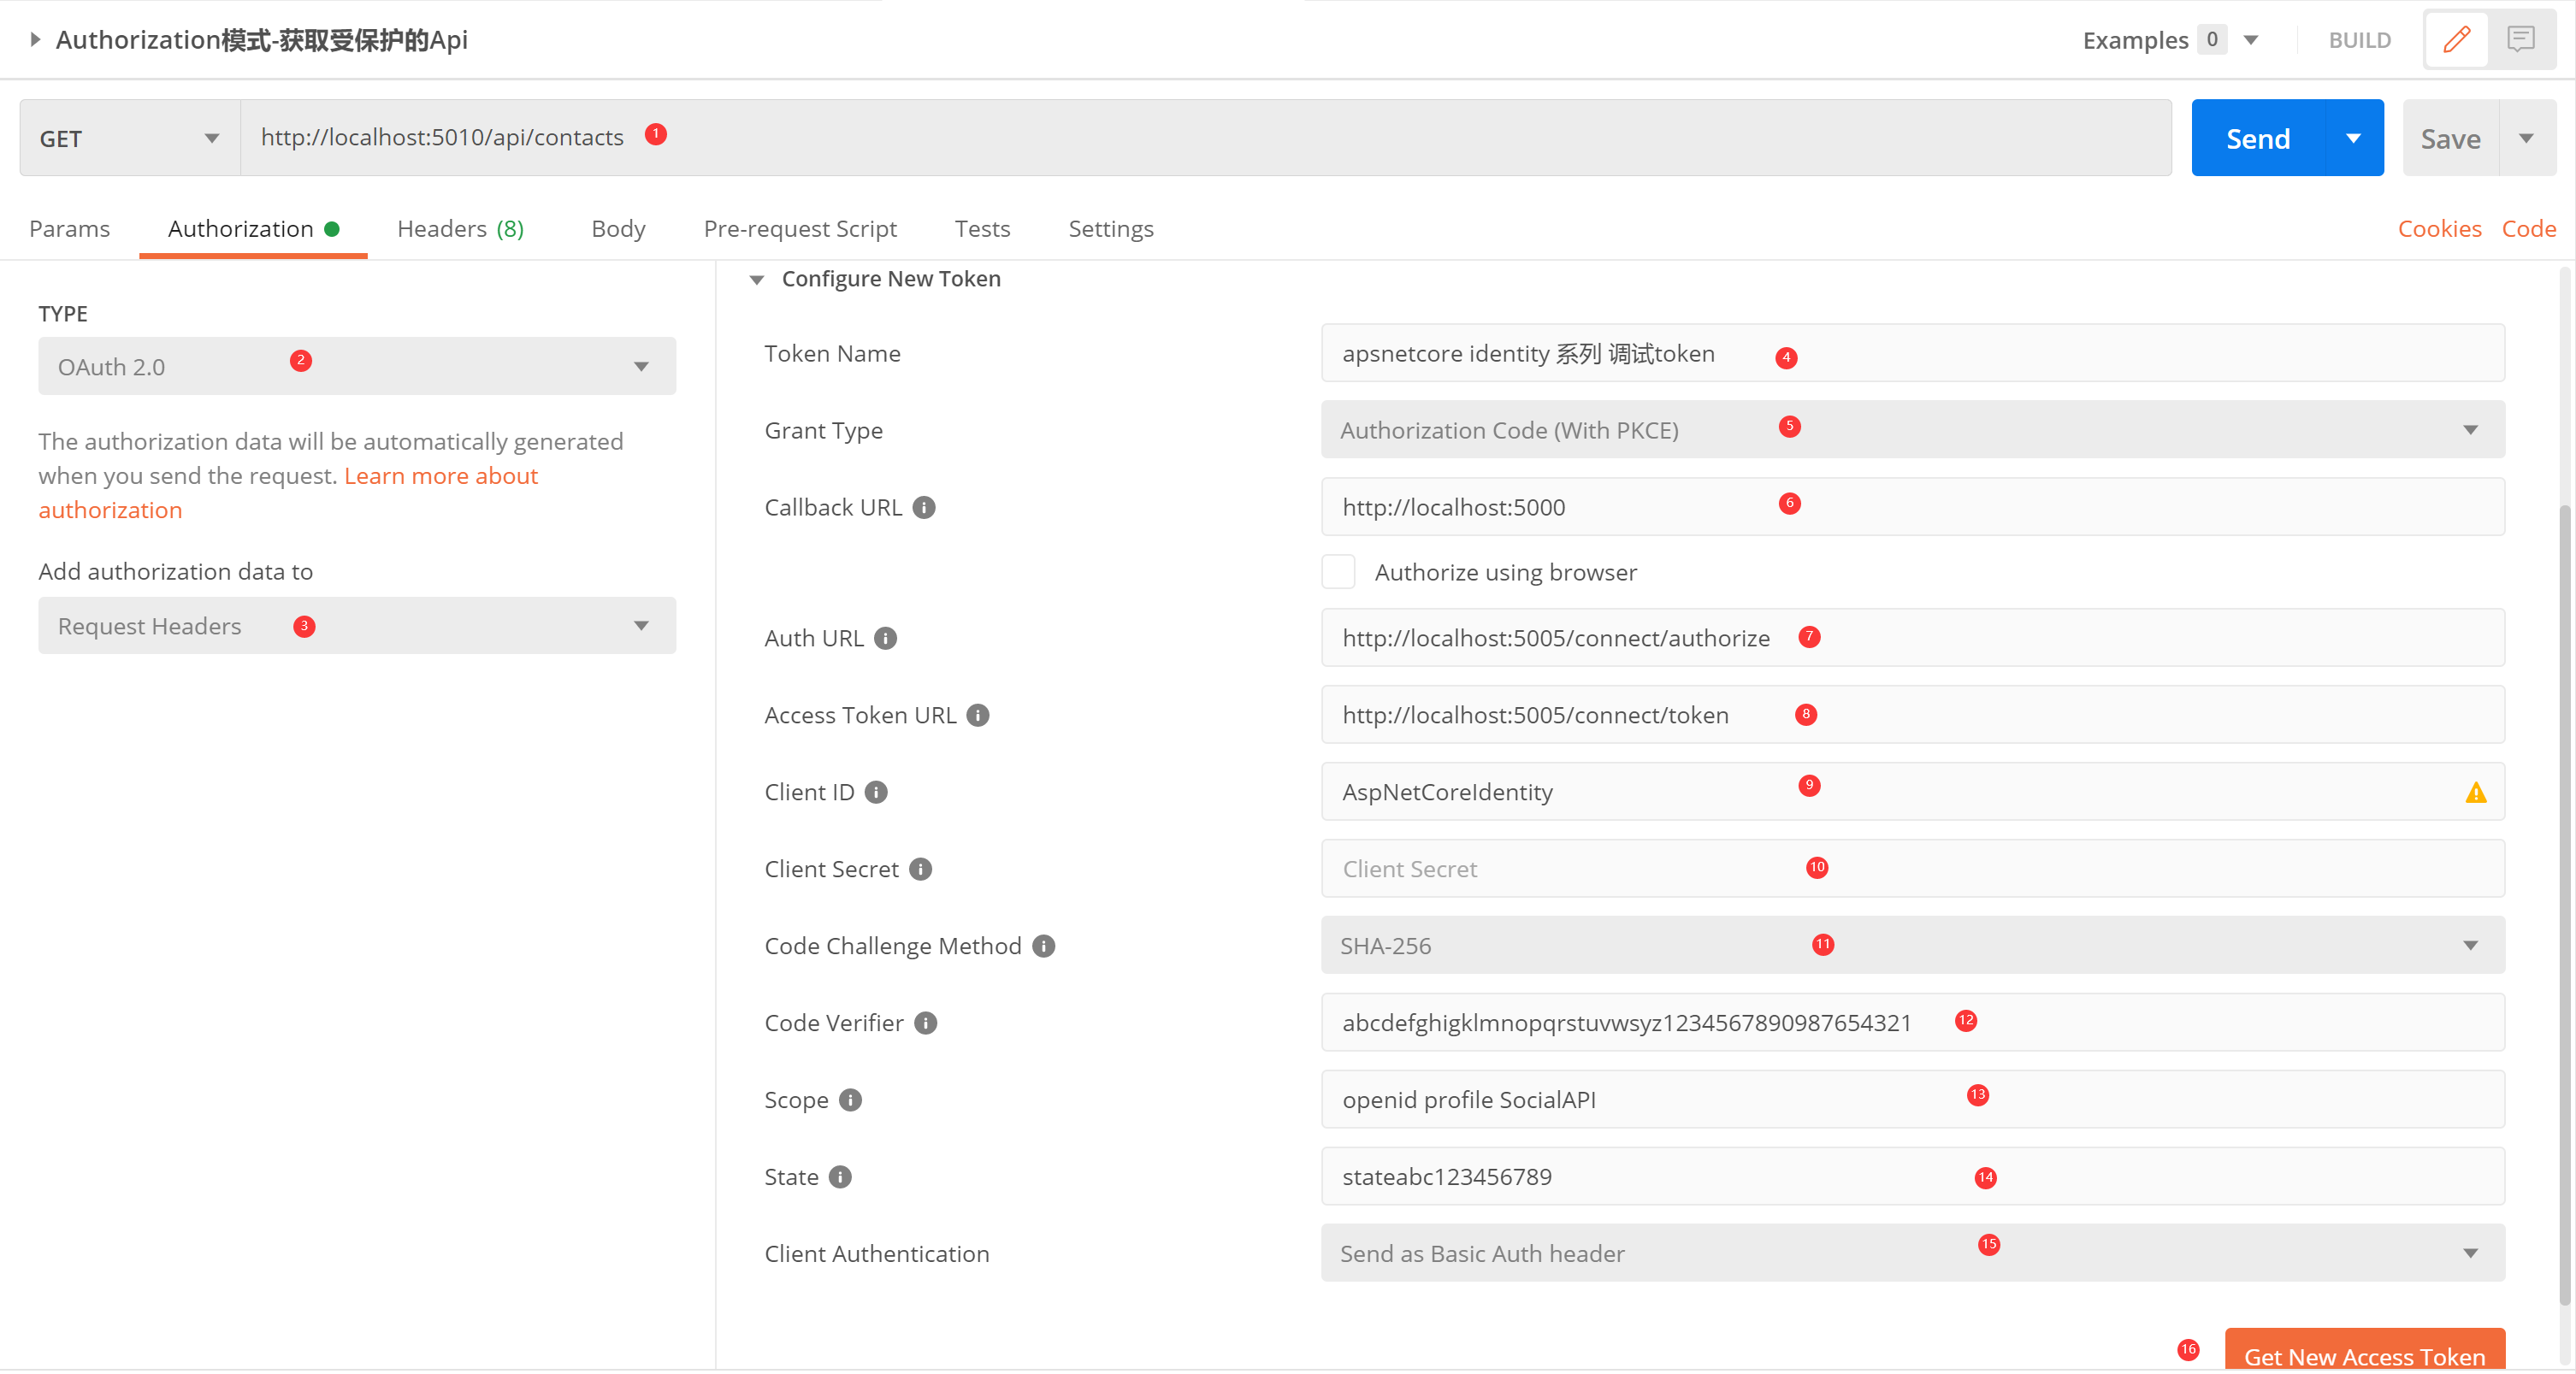 Authorization模式-获取受保护的Api
Examples 0
BUILD
GET
http://localhost:5010/api/contacts 1
Send
Save
Params
Authorization
Headers (8)
Body
Pre-request Script
Tests
Settings
Cookies
Code
TYPE
OAuth 2.0 2
The authorization data will be automatically generated
when you send the request. Learn more about
authorization
Add authorization data to
Request Headers 3
Configure New Token
Token Name
apsnetcore identity 系列 调试token 4
Grant Type
Authorization Code (With PKCE) 5
Callback URL
http://localhost:5000 6
Authorize using browser
Auth URL
http://localhost:5005/connect/authorize 7
Access Token URL
http://localhost:5005/connect/token 8
Client ID
AspNetCoreIdentity 9
Client Secret
Client Secret 10
Code Challenge Method
SHA-256 11
Code Verifier
abcdefghigklmnopqrstuvwsyz1234567890987654321 12
Scope
openid profile SocialAPI 13
State
stateabc123456789 14
Client Authentication
Send as Basic Auth header 15
16 Get New Access Token